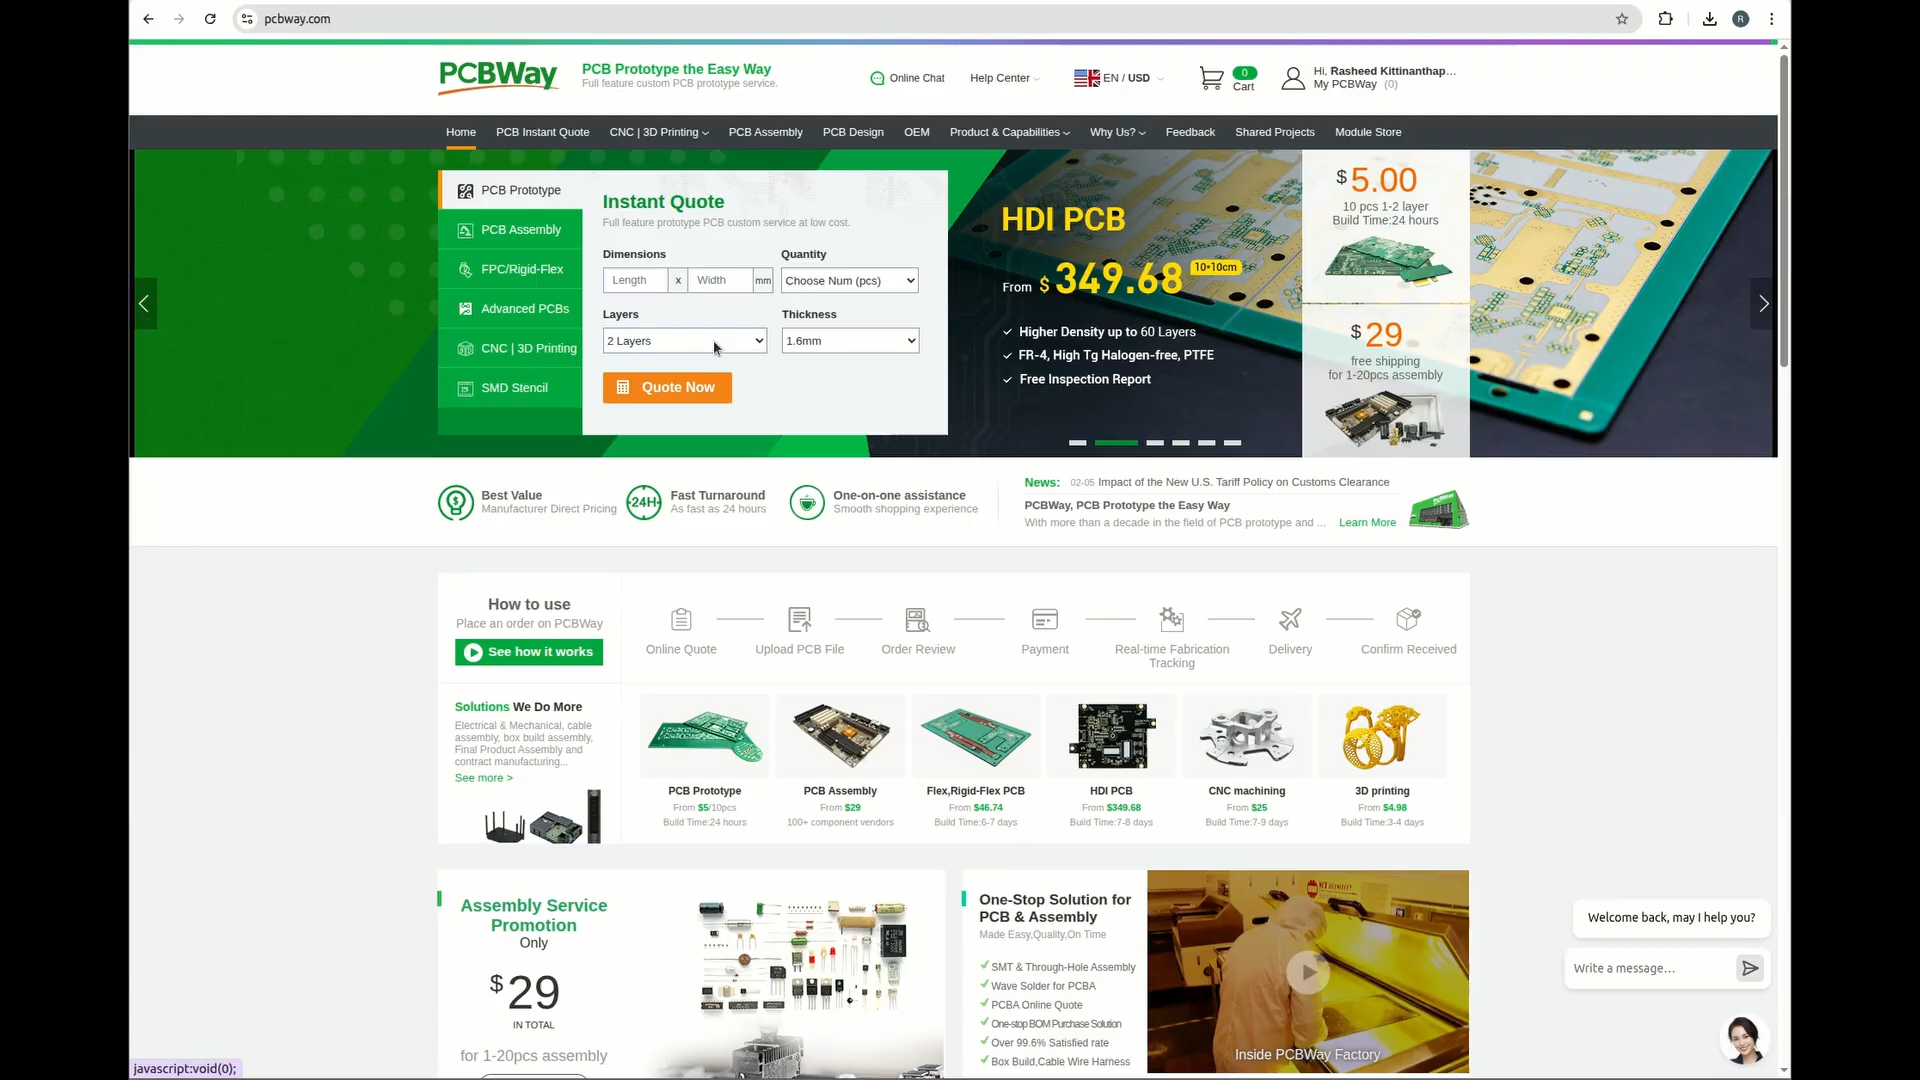 pcbway.com
R
PCBWay
PCB Prototype the Easy Way
Full feature custom PCB prototype service.
Online Chat
Help Center
EN / USD
0
Cart
Hi, Rasheed Kittinanthap...
My PCBWay (0)
Home
PCB Instant Quote
CNC | 3D Printing
PCB Assembly
PCB Design
OEM
Product & Capabilities
Why Us?
Feedback
Shared Projects
Module Store
PCB Prototype
PCB Assembly
FPC/Rigid-Flex
Advanced PCBs
CNC | 3D Printing
SMD Stencil
Instant Quote
Full feature prototype PCB custom service at low cost.
Dimensions
Quantity
Length x Width mm
Choose Num (pcs)
Layers
Thickness
2 Layers
1.6mm
Quote Now
HDI PCB
From $ 349.68 10*10cm
Higher Density up to 60 Layers
FR-4, High Tg Halogen-free, PTFE
Free Inspection Report
$5.00
10 pcs 1-2 layer
Build Time:24 hours
$29
free shipping
for 1-20pcs assembly
Best Value
Manufacturer Direct Pricing
24H
Fast Turnaround
As fast as 24 hours
One-on-one assistance
Smooth shopping experience
News: 02-05 Impact of the New U.S. Tariff Policy on Customs Clearance
PCBWay, PCB Prototype the Easy Way
With more than a decade in the field of PCB prototype and ... Learn More
How to use
Place an order on PCBWay
See how it works
Online Quote
Upload PCB File
Order Review
Payment
Real-time Fabrication
Tracking
Delivery
Confirm Received
Solutions We Do More
Electrical & Mechanical, cable
assembly, box build assembly,
Final Product Assembly and
contract manufacturing...
See more >
PCB Prototype
From $5/10pcs
Build Time:24 hours
PCB Assembly
From $29
100+ component vendors
Flex,Rigid-Flex PCB
From $46.74
Build Time:6-7 days
HDI PCB
From $349.68
Build Time:7-8 days
CNC machining
From $25
Build Time:7-9 days
3D printing
From $4.98
Build Time:3-4 days
Assembly Service
Promotion
Only
$29
IN TOTAL
for 1-20pcs assembly
One-Stop Solution for
PCB & Assembly
Made Easy,Quality,On Time
SMT & Through-Hole Assembly
Wave Solder for PCBA
PCBA Online Quote
One-stop BOM Purchase Solution
Over 99.6% Satisfied rate
Box Build,Cable Wire Harness
Inside PCBWay Factory
Welcome back, may I help you?
Write a message...
javascript:void(0);